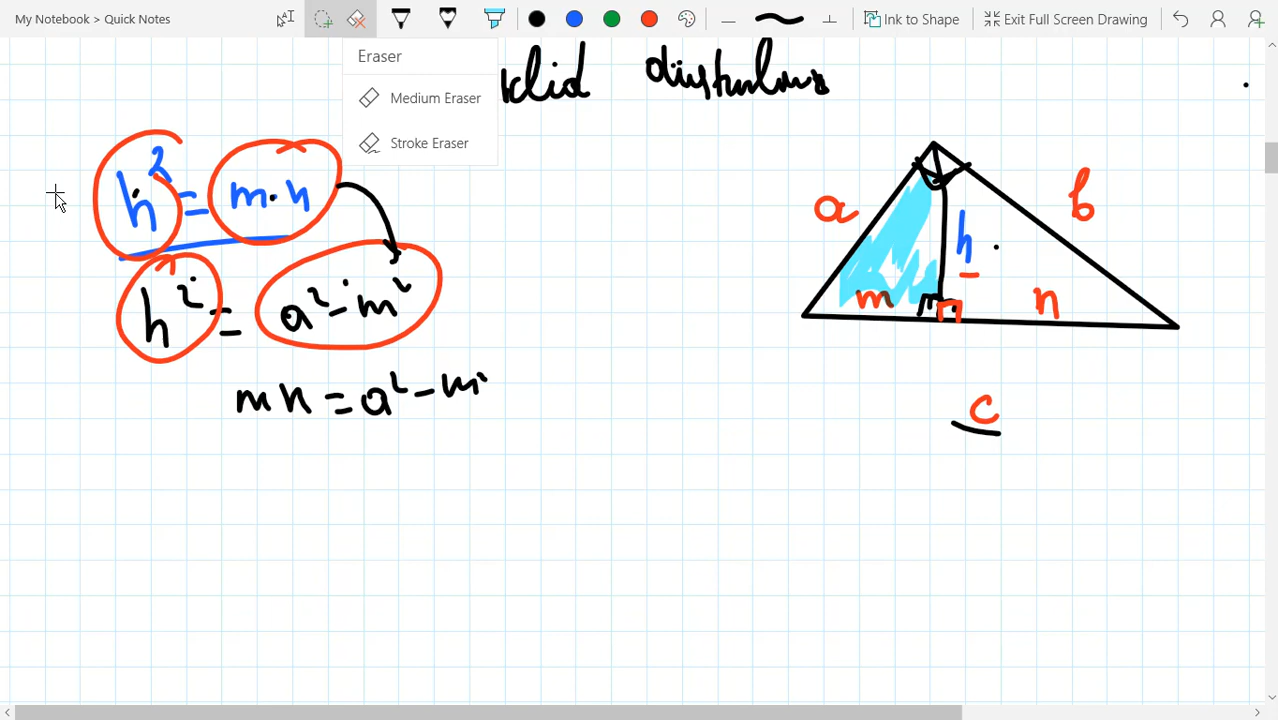 My Notebook > Quick Notes
Ink to Shape
Exit Full Screen Drawing
Eraser
Medium Eraser
Stroke Eraser
klid
h² = m · n
h² = a² - m²
mn = a² - m²
a
b
h
m
n
c